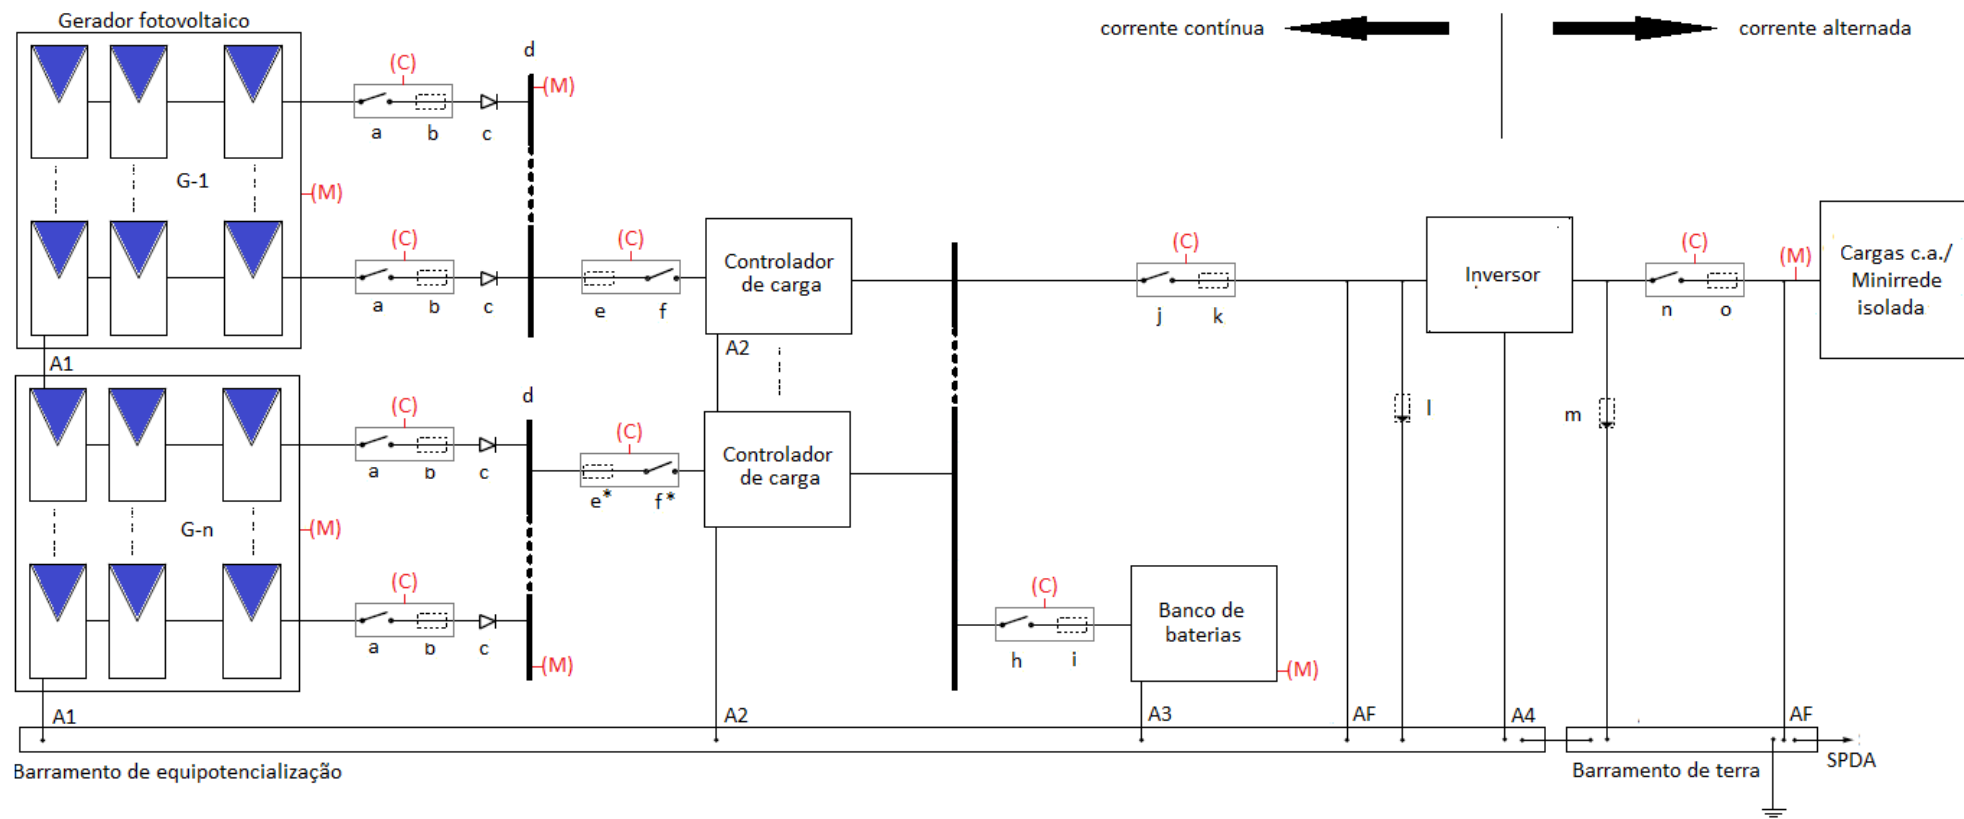 Gerador fotovoltaico
corrente contínua
corrente alternada
d
(C)
(M)
a
b
c
G-1
(M)
(C)
(C)
(C)
(C)
(M)
a
b
c
e
f
Controlador
de carga
j
k
Inversor
n
o
Cargas c.a./
Minirrede
isolada
A1
A2
d
(C)
(C)
a
b
c
e*
f*
Controlador
de carga
l
m
G-n
(M)
(C)
(C)
a
b
c
(M)
h
i
Banco de
baterias
(M)
A1
A2
A3
AF
A4
AF
Barramento de equipotencialização
Barramento de terra
SPDA